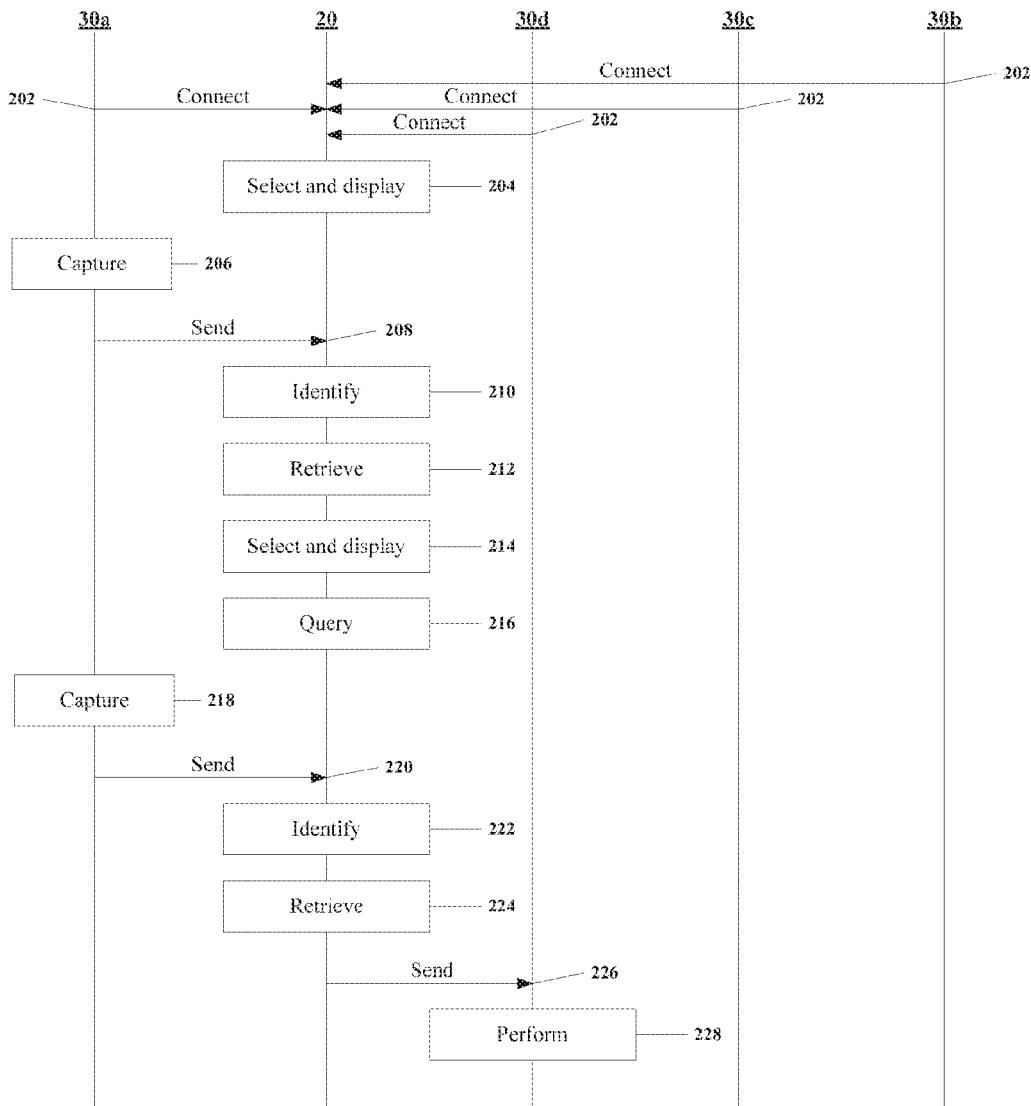 30a 20 30d 30c 30b
Connect 202
202 Connect Connect 202
Connect 202
Select and display 204
Capture 206
Send 208
Identify 210
Retrieve 212
Select and display 214
Query 216
Capture 218
Send 220
Identify 222
Retrieve 224
Send 226
Perform 228